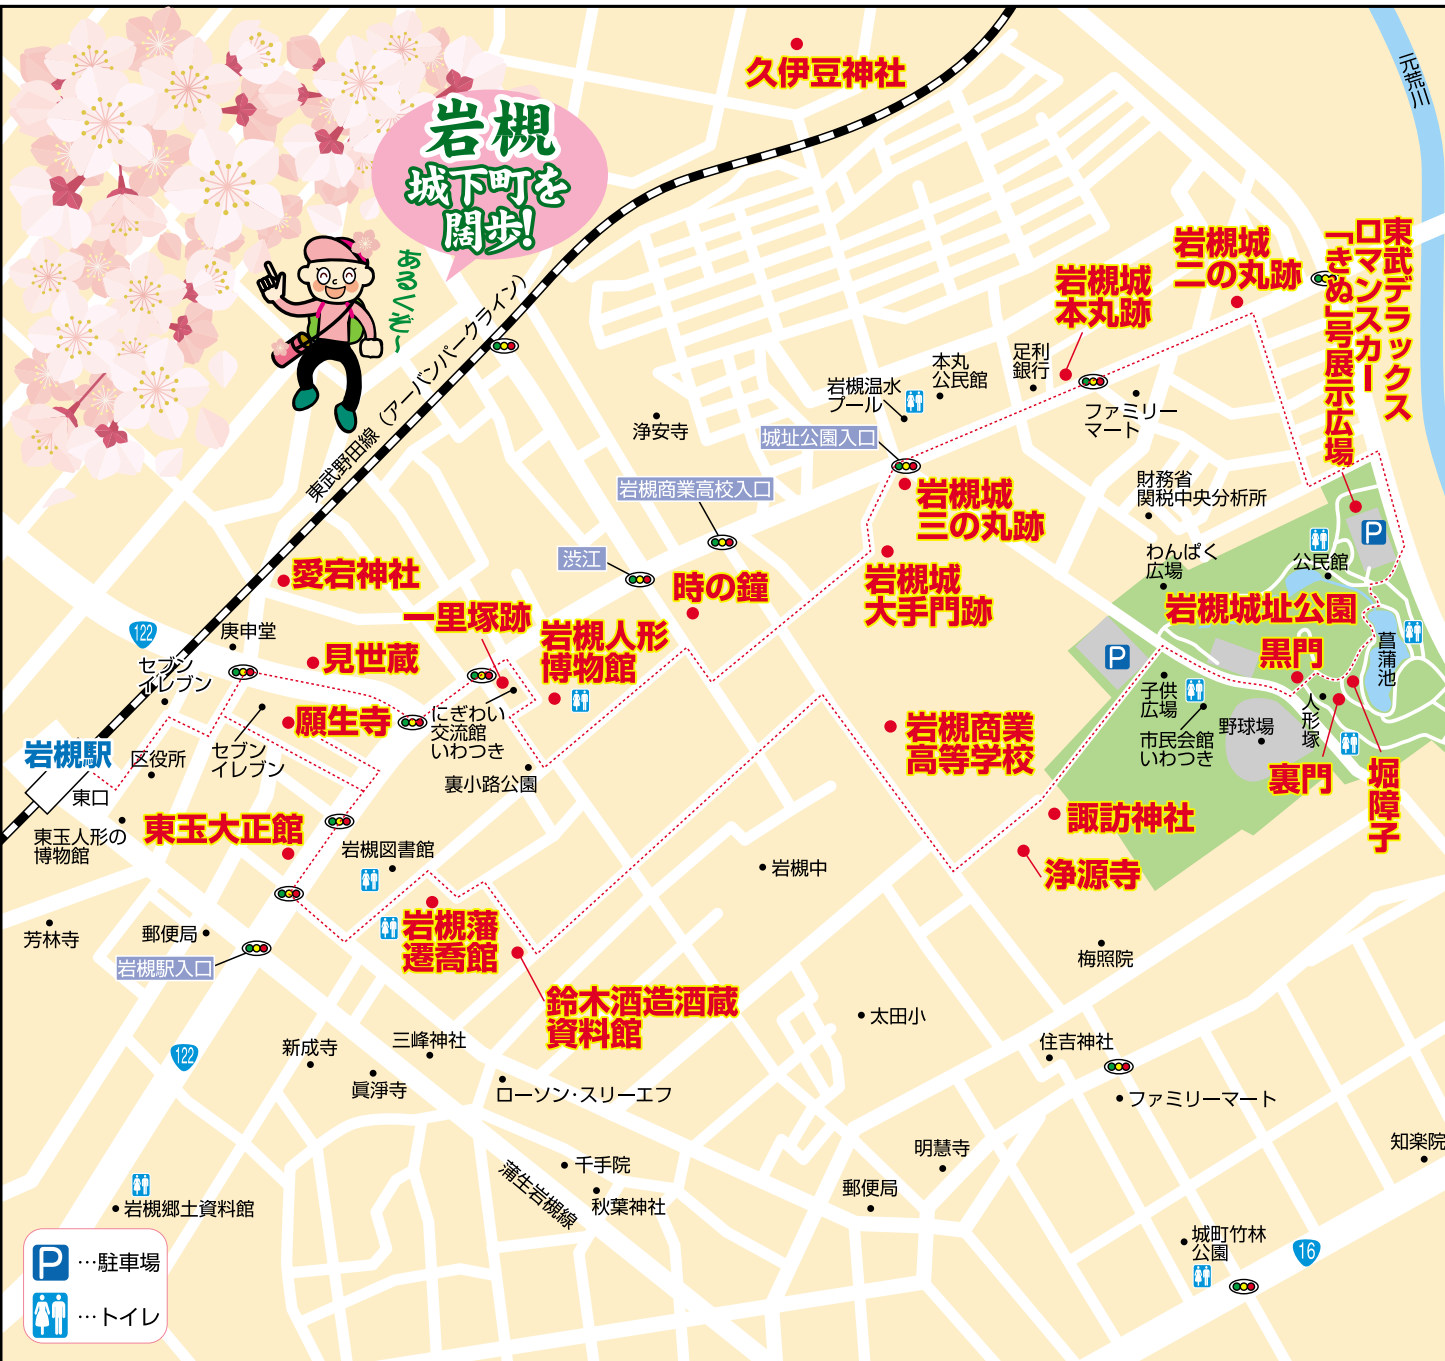 久伊豆神社
元荒川
岩槻
城下町を
闊歩!
あるくぞ〜
東武野田線（アーバンパークライン）
岩槻城
二の丸跡
岩槻城
本丸跡
東武デラックス
ロマンスカー
「きぬ」号展示広場
足利
銀行
本丸
公民館
岩槻温水
プール
ファミリー
マート
浄安寺
城址公園入口
岩槻商業高校入口
渋江
岩槻城
三の丸跡
財務省
関税中央分析所
わんぱく
広場
公民館
P
岩槻城
大手門跡
岩槻城址公園
愛宕神社
一里塚跡
時の鐘
岩槻人形
博物館
122
庚申堂
見世蔵
セブン
イレブン
黒門
菖蒲池
P
子供
広場
市民会館
いわつき
野球場
人形塚
裏門
堀障子
願生寺
にぎわい
交流館
いわつき
裏小路公園
岩槻商業
高等学校
岩槻駅
東口
区役所
セブン
イレブン
東玉人形の
博物館
東玉大正館
諏訪神社
浄源寺
岩槻図書館
岩槻中
芳林寺
郵便局
岩槻駅入口
岩槻藩
遷喬館
鈴木酒造酒蔵
資料館
梅照院
太田小
122
新成寺
三峰神社
眞淨寺
ローソン・スリーエフ
住吉神社
ファミリーマート
明慧寺
知楽院
千手院
秋葉神社
蒲生岩槻線
郵便局
岩槻郷土資料館
城町竹林
公園
16
P…駐車場
…トイレ